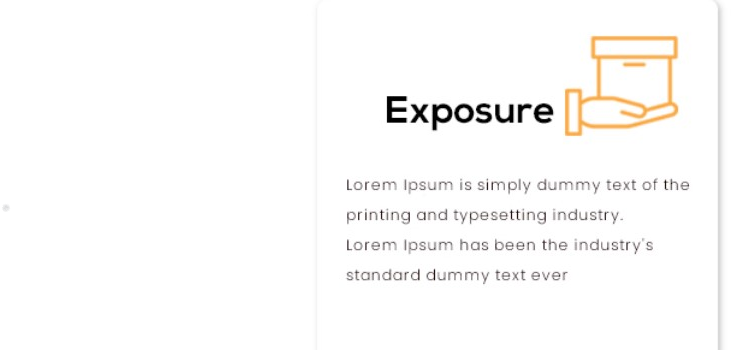 Exposure
Lorem Ipsum is simply dummy text of the
printing and typesetting industry.
Lorem Ipsum has been the industry's
standard dummy text ever